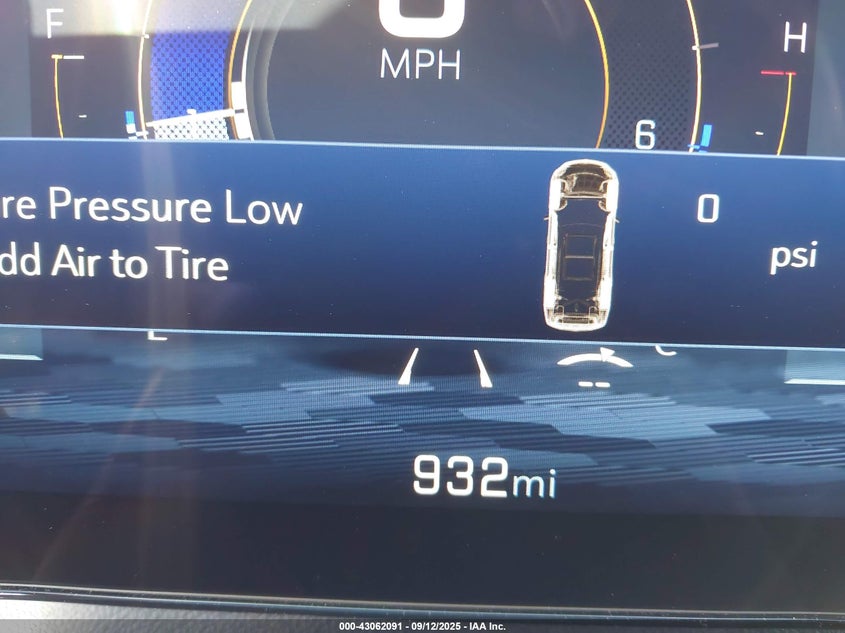 F
MPH
H
6
re Pressure Low
0
dd Air to Tire
psi
--
932mi
000-43062091 - 09/12/2025 - IAA Inc.